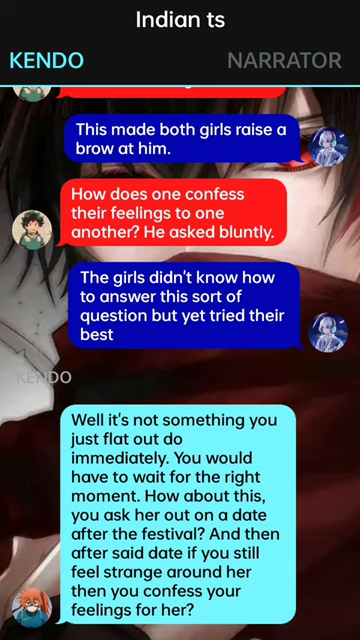 Indian ts
KENDO
NARRATOR
This made both girls raise a
brow at him.
How does one confess
their feelings to one
another? He asked bluntly.
The girls didn't know how
to answer this sort of
question but yet tried their
best
KENDO
Well it's not something you
just flat out do
immediately. You would
have to wait for the right
moment. How about this,
you ask her out on a date
after the festival? And then
after said date if you still
feel strange around her
then you confess your
feelings for her?